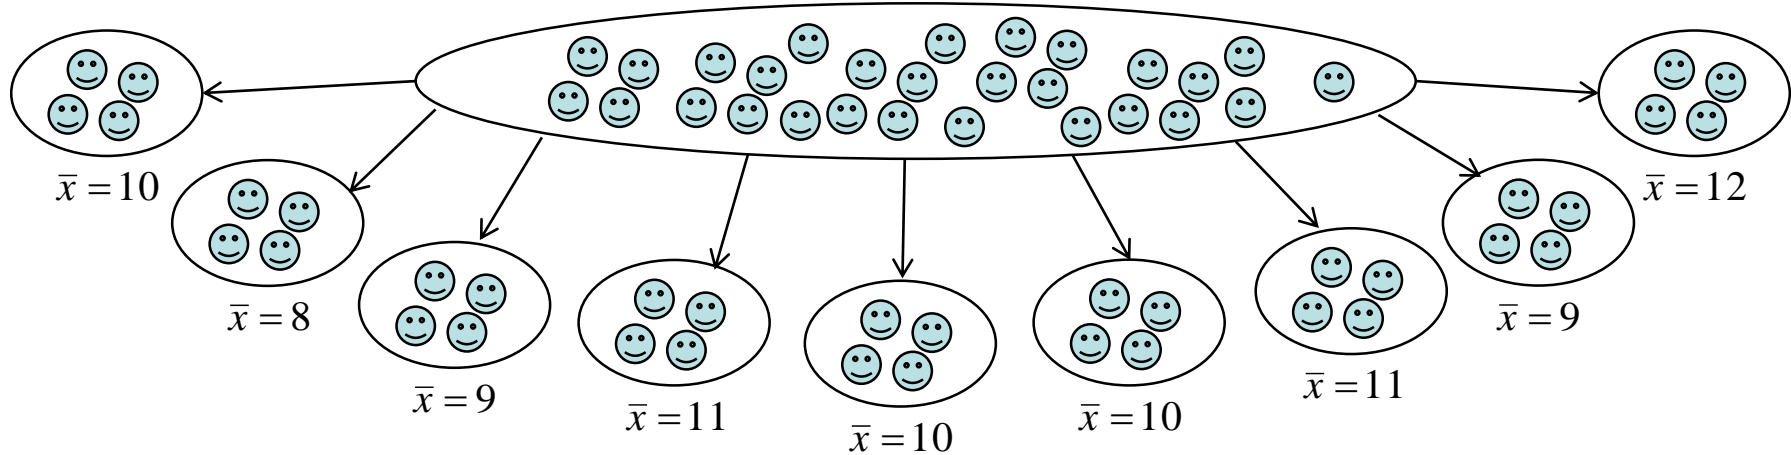 x̄ = 10
x̄ = 8
x̄ = 9
x̄ = 11
x̄ = 10
x̄ = 10
x̄ = 11
x̄ = 9
x̄ = 12